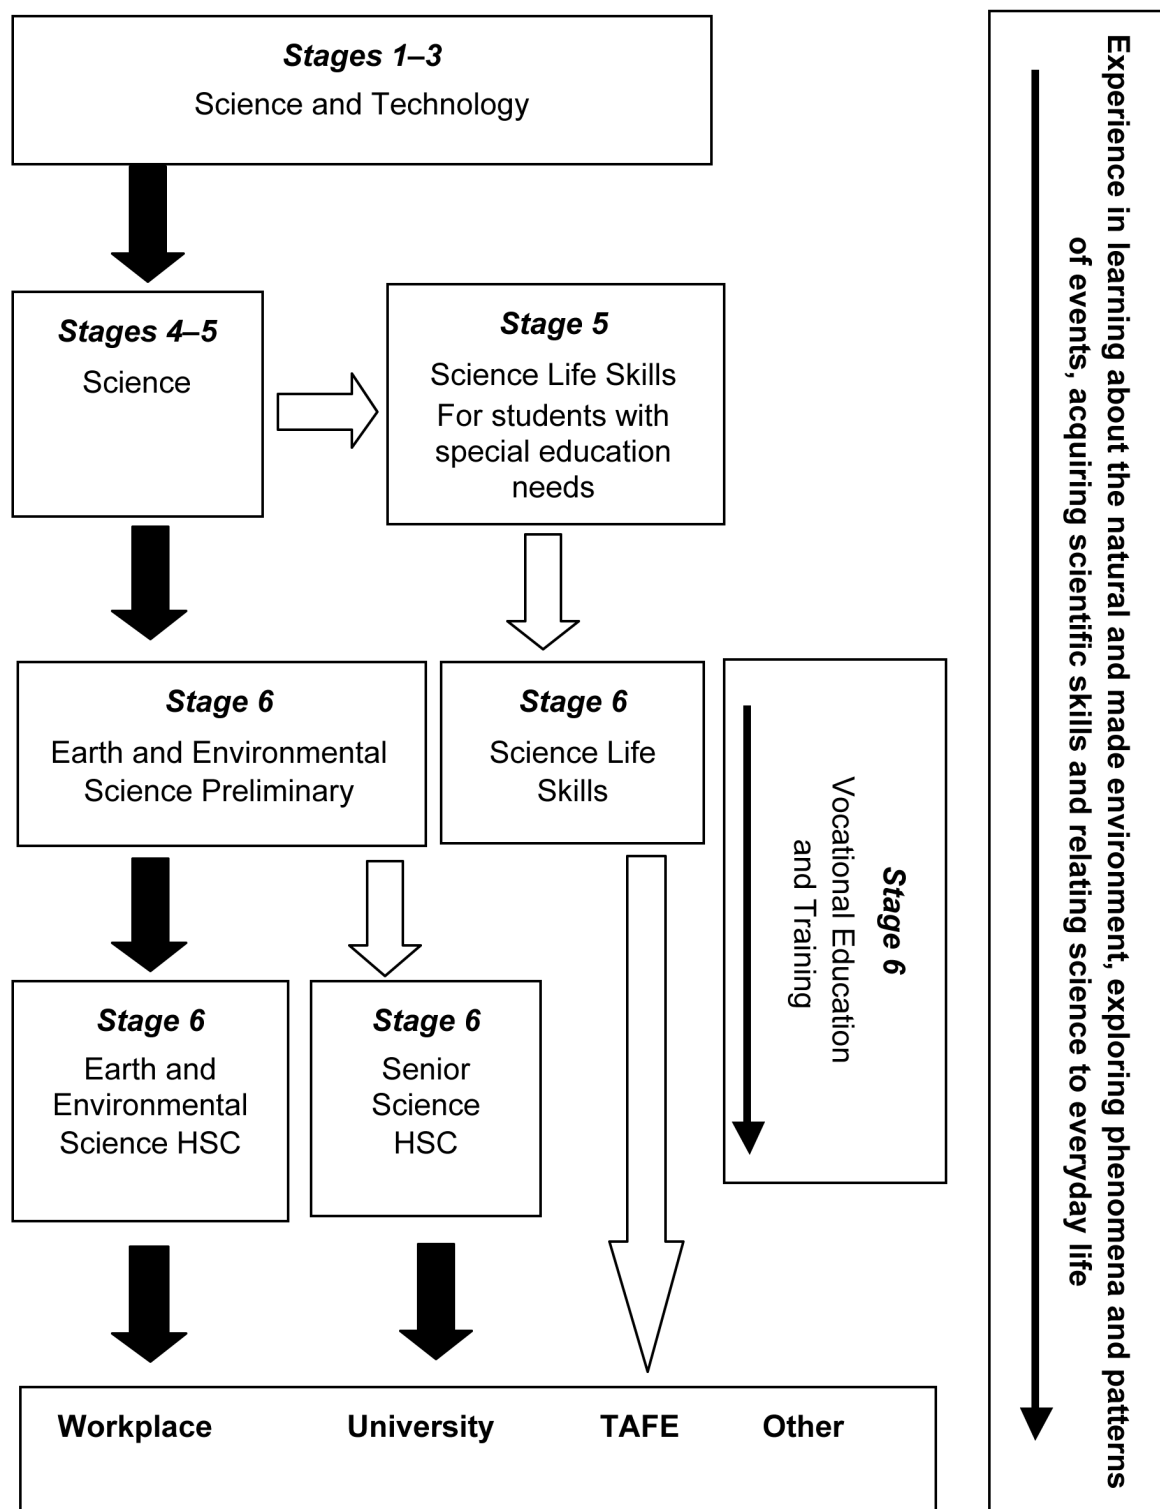 Stages 1–3
Science and Technology
Stages 4–5
Science
Stage 5
Science Life Skills
For students with
special education
needs
Stage 6
Earth and Environmental
Science Preliminary
Stage 6
Science Life
Skills
Stage 6
Vocational Education
and Training
Stage 6
Earth and
Environmental
Science HSC
Stage 6
Senior
Science
HSC
Workplace
University
TAFE
Other
Experience in learning about the natural and made environment, exploring phenomena and patterns
of events, acquiring scientific skills and relating science to everyday life